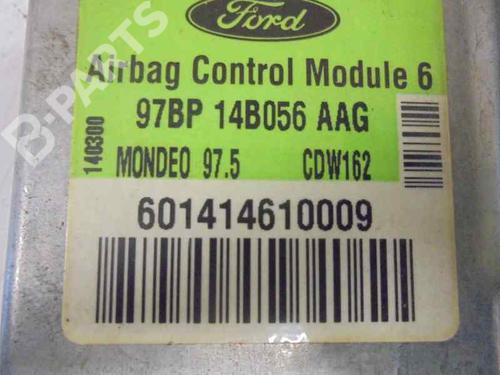 Ford
Airbag Control Module 6
97BP 14B056 AAG
140300
MONDEO 97.5 CDW162
601414610009
B-PARTS